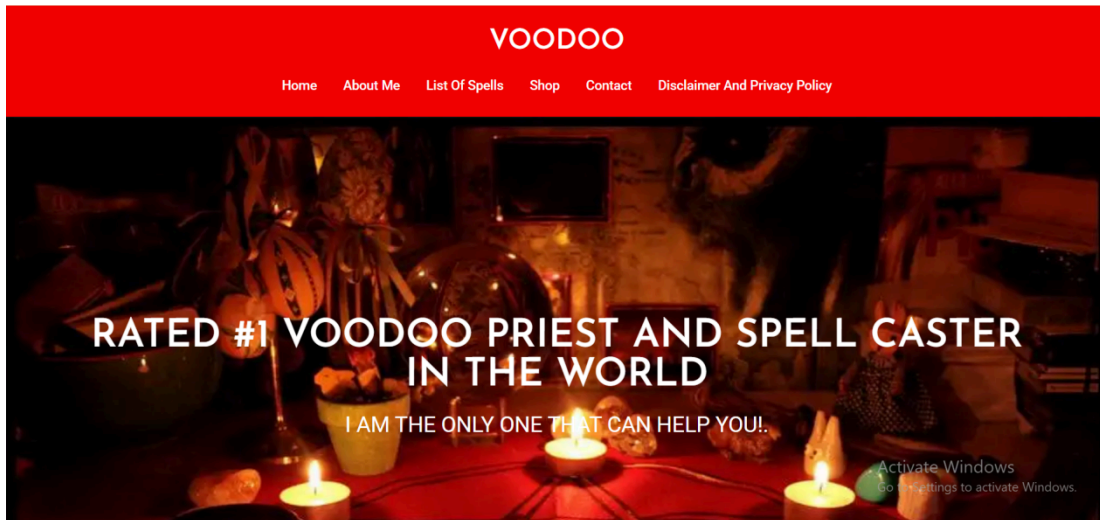 VOODOO
Home About Me List Of Spells Shop Contact Disclaimer And Privacy Policy
RATED #1 VOODOO PRIEST AND SPELL CASTER
IN THE WORLD
I AM THE ONLY ONE THAT CAN HELP YOU!.
Activate Windows
Go to Settings to activate Windows.